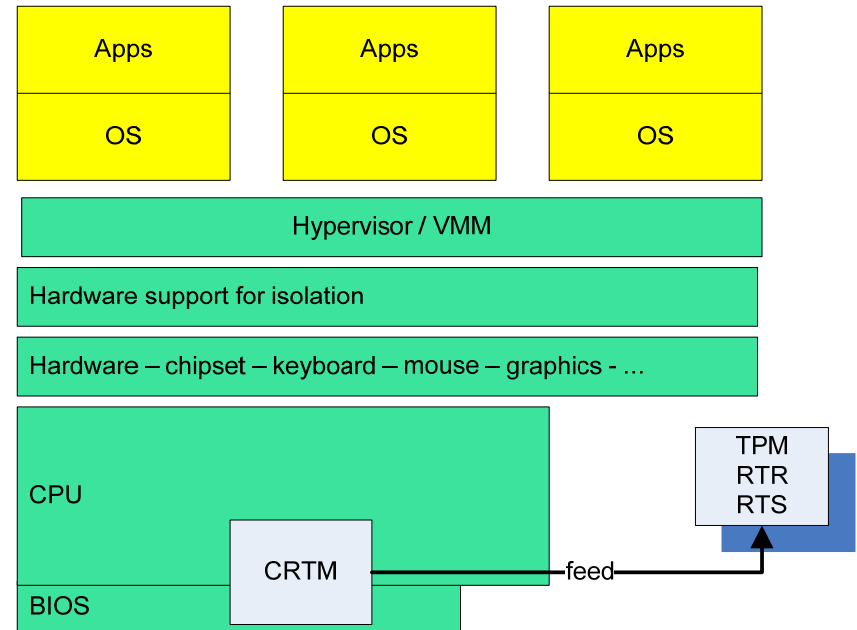 Apps
Apps
Apps
OS
OS
OS
Hypervisor / VMM
Hardware support for isolation
Hardware – chipset – keyboard – mouse – graphics - ...
TPM
RTR
RTS
CPU
CRTM
feed
BIOS